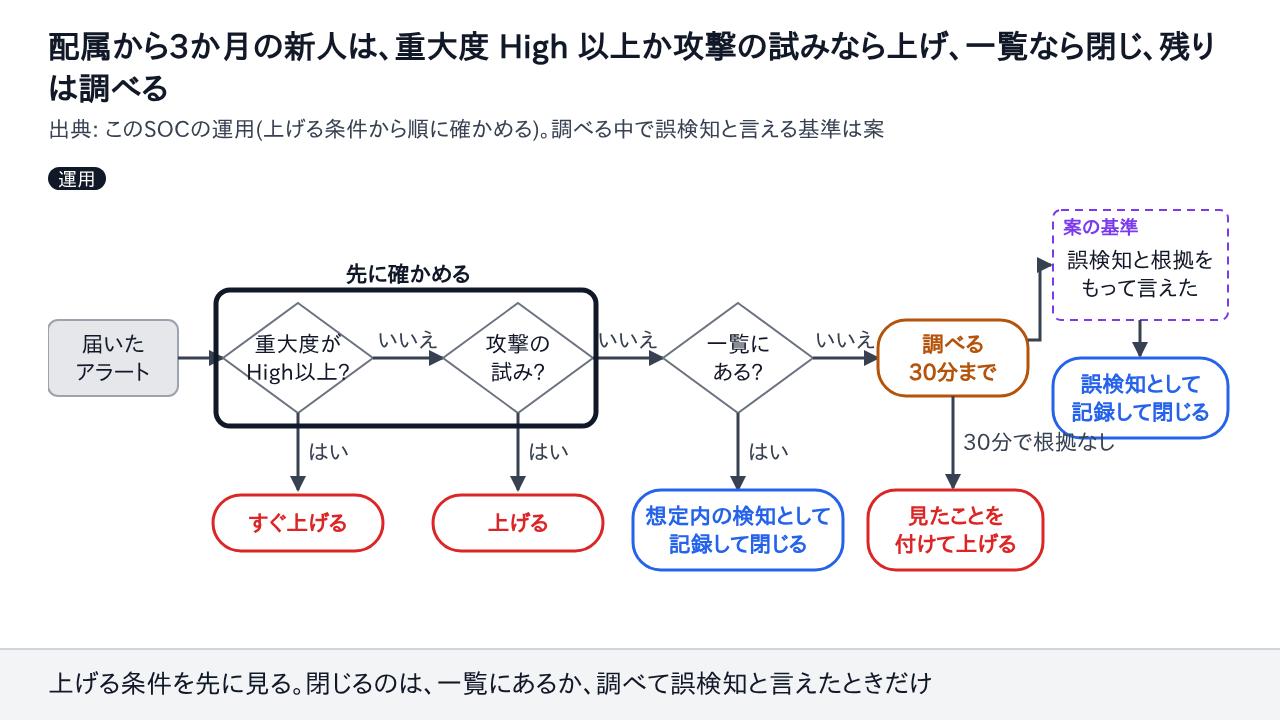 配属から3か月の新人は、重大度 High 以上か攻撃の試みなら上げ、一覧なら閉じ、残り
は調べる
出典: このSOCの運用(上げる条件から順に確かめる)。調べる中で誤検知と言える基準は案
運用
案の基準
誤検知と根拠を
もって言えた
先に確かめる
届いた
アラート
重大度が
High以上?
いいえ
攻撃の
試み?
いいえ
一覧に
ある?
いいえ
調べる
30分まで
誤検知として
記録して閉じる
はい
はい
はい
30分で根拠なし
すぐ上げる
上げる
想定内の検知として
記録して閉じる
見たことを
付けて上げる
上げる条件を先に見る。閉じるのは、一覧にあるか、調べて誤検知と言えたときだけ